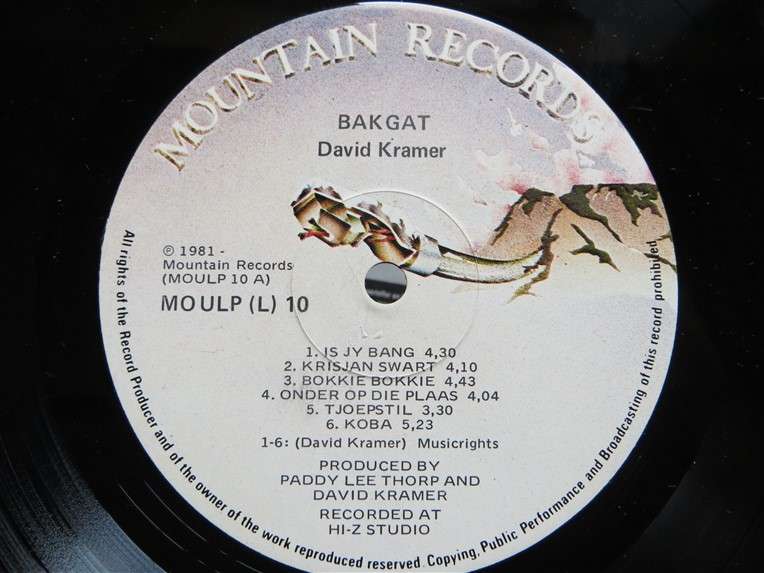 MOUNTAIN RECORDS
BAKGAT
David Kramer
℗ 1981 -
Mountain Records
(MOULP 10 A)
MOULP (L) 10
1. IS JY BANG 4,30
2. KRISJAN SWART 4,10
3. BOKKIE BOKKIE 4,43
4. ONDER OP DIE PLAAS 4,04
5. TJOEPSTIL 3,30
6. KOBA 5,23
1-6: (David Kramer) Musicrights
PRODUCED BY
PADDY LEE THORP AND
DAVID KRAMER
RECORDED AT
HI-Z STUDIO
All rights of the Record Producer and of the owner of the work reproduced reserved. Copying, Public Performance and Broadcasting of this record prohibited.